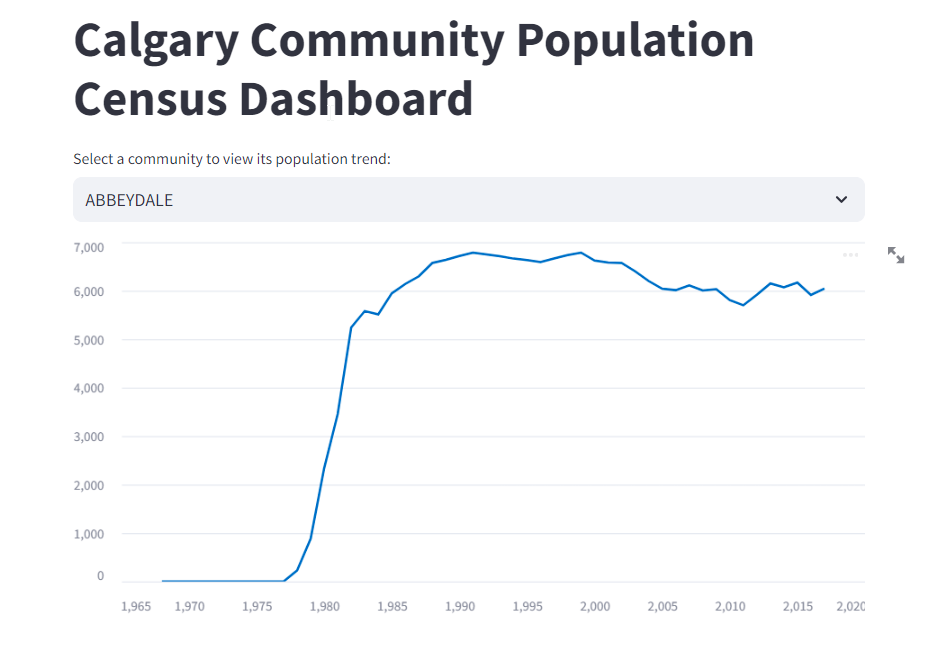 Calgary Community Population
Census Dashboard
Select a community to view its population trend:
ABBEYDALE
7,000
6,000
5,000
4,000
3,000
2,000
1,000
0
1,965 1,970 1,975 1,980 1,985 1,990 1,995 2,000 2,005 2,010 2,015 2,020